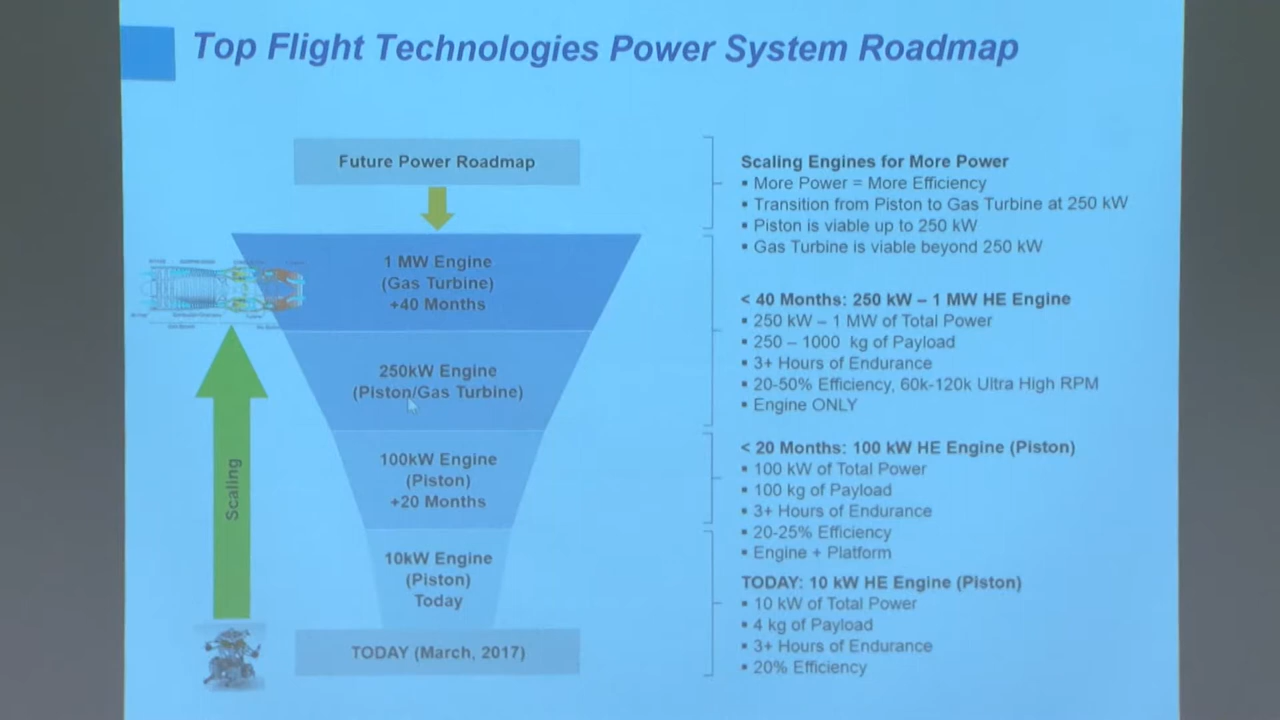 Top Flight Technologies Power System Roadmap
Future Power Roadmap
1 MW Engine
(Gas Turbine)
+40 Months
250kW Engine
(Piston/Gas Turbine)
100kW Engine
(Piston)
+20 Months
10kW Engine
(Piston)
Today
TODAY (March, 2017)
Scaling
Scaling Engines for More Power
▪ More Power = More Efficiency
▪ Transition from Piston to Gas Turbine at 250 kW
▪ Piston is viable up to 250 kW
▪ Gas Turbine is viable beyond 250 kW
< 40 Months: 250 kW – 1 MW HE Engine
▪ 250 kW – 1 MW of Total Power
▪ 250 – 1000 kg of Payload
▪ 3+ Hours of Endurance
▪ 20-50% Efficiency, 60k-120k Ultra High RPM
▪ Engine ONLY
< 20 Months: 100 kW HE Engine (Piston)
▪ 100 kW of Total Power
▪ 100 kg of Payload
▪ 3+ Hours of Endurance
▪ 20-25% Efficiency
▪ Engine + Platform
TODAY: 10 kW HE Engine (Piston)
▪ 10 kW of Total Power
▪ 4 kg of Payload
▪ 3+ Hours of Endurance
▪ 20% Efficiency